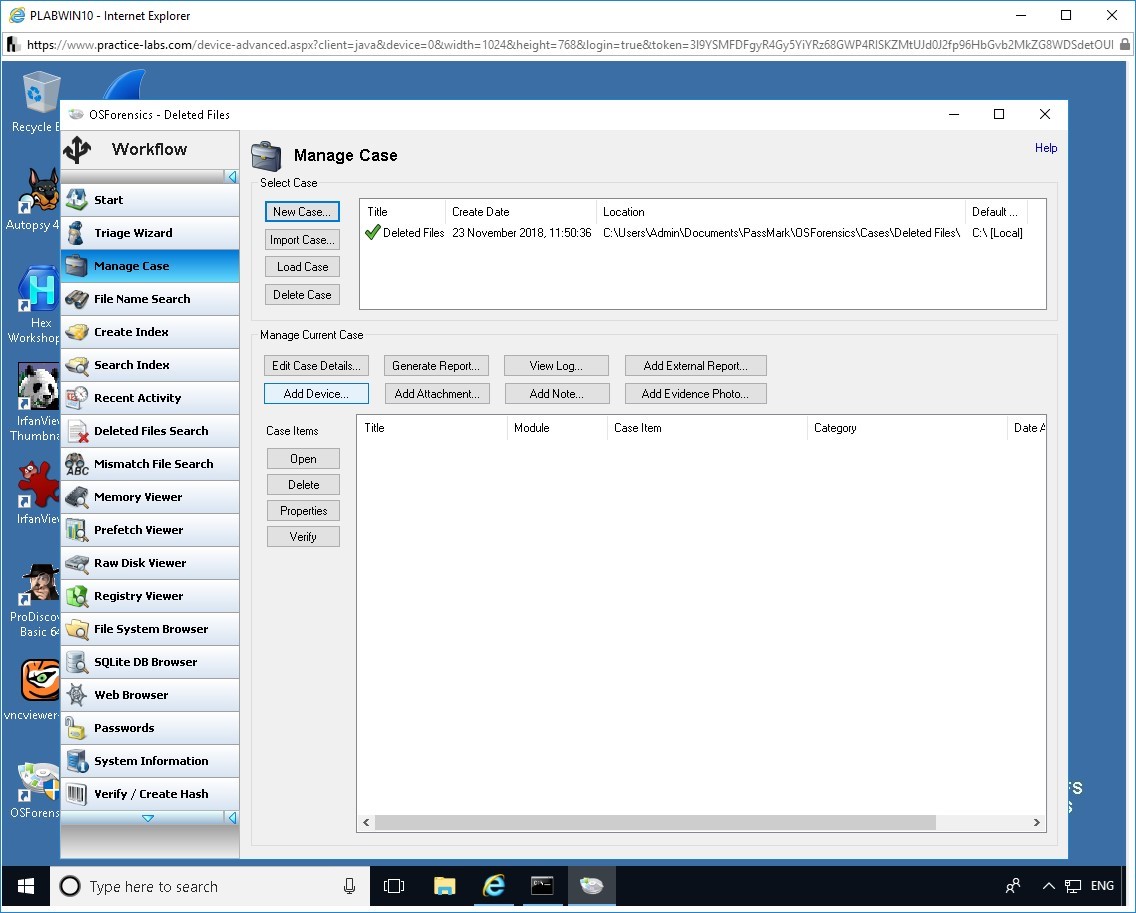 PLABWIN10 - Internet Explorer
https://www.practice-labs.com/device-advanced.aspx?client=java&device=0&width=1024&height=768&login=true&token=
Recycle
Autopsy 4
Hex
Workshop
IrfanView
Thumbna
IrfanView
ProDiscov
Basic 64
vncviewer-
OSForens
OSForensics - Deleted Files
Workflow
Start
Triage Wizard
Manage Case
File Name Search
Create Index
Search Index
Recent Activity
Deleted Files Search
Mismatch File Search
ABC
Memory Viewer
Prefetch Viewer
Raw Disk Viewer
Registry Viewer
File System Browser
SQLite DB Browser
Web Browser
Passwords
System Information
Verify / Create Hash
Manage Case
Help
Select Case
New Case...
Import Case...
Load Case
Delete Case
Title Create Date Location Default ...
Deleted Files 23 November 2018, 11:50:36 C:\Users\Admin\Documents\PassMark\OSForensics\Cases\Deleted Files\ C:\ [Local]
Manage Current Case
Edit Case Details... Generate Report... View Log... Add External Report...
Add Device... Add Attachment... Add Note... Add Evidence Photo...
Case Items
Open
Delete
Properties
Verify
Title Module Case Item Category Date A
FS
S
Type here to search
ENG